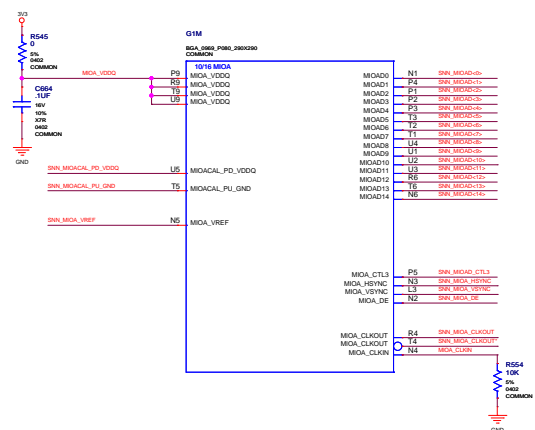 3V3
R545
0
5%
0402
COMMON
MIOA_VDDQ
C664
.1UF
16V
10%
X7R
0402
COMMON
GND
G1M
BGA_0969_P080_290X290
COMMON
10/16 MIOA
P9 MIOA_VDDQ
R9 MIOA_VDDQ
T9 MIOA_VDDQ
U9 MIOA_VDDQ
SNN_MIOACAL_PD_VDDQ U5 MIOACAL_PD_VDDQ
SNN_MIOACAL_PU_GND T5 MIOACAL_PU_GND
SNN_MIOA_VREF N5 MIOA_VREF
MIOAD0 N1 SNN_MIOAD<0>
MIOAD1 P4 SNN_MIOAD<1>
MIOAD2 P1 SNN_MIOAD<2>
MIOAD3 P2 SNN_MIOAD<3>
MIOAD4 P3 SNN_MIOAD<4>
MIOAD5 T3 SNN_MIOAD<5>
MIOAD6 T2 SNN_MIOAD<6>
MIOAD7 T1 SNN_MIOAD<7>
MIOAD8 U4 SNN_MIOAD<8>
MIOAD9 U1 SNN_MIOAD<9>
MIOAD10 U2 SNN_MIOAD<10>
MIOAD11 U3 SNN_MIOAD<11>
MIOAD12 R6 SNN_MIOAD<12>
MIOAD13 T6 SNN_MIOAD<13>
MIOAD14 N6 SNN_MIOAD<14>
MIOA_CTL3 P5 SNN_MIOAD_CTL3
MIOA_HSYNC N3 SNN_MIOA_HSYNC
MIOA_VSYNC L3 SNN_MIOA_VSYNC
MIOA_DE N2 SNN_MIOA_DE
MIOA_CLKOUT R4 SNN_MIOA_CLKOUT
MIOA_CLKOUT T4 SNN_MIOA_CLKOUT*
MIOA_CLKIN N4 MIOA_CLKIN
R554
10K
5%
0402
COMMON
GND